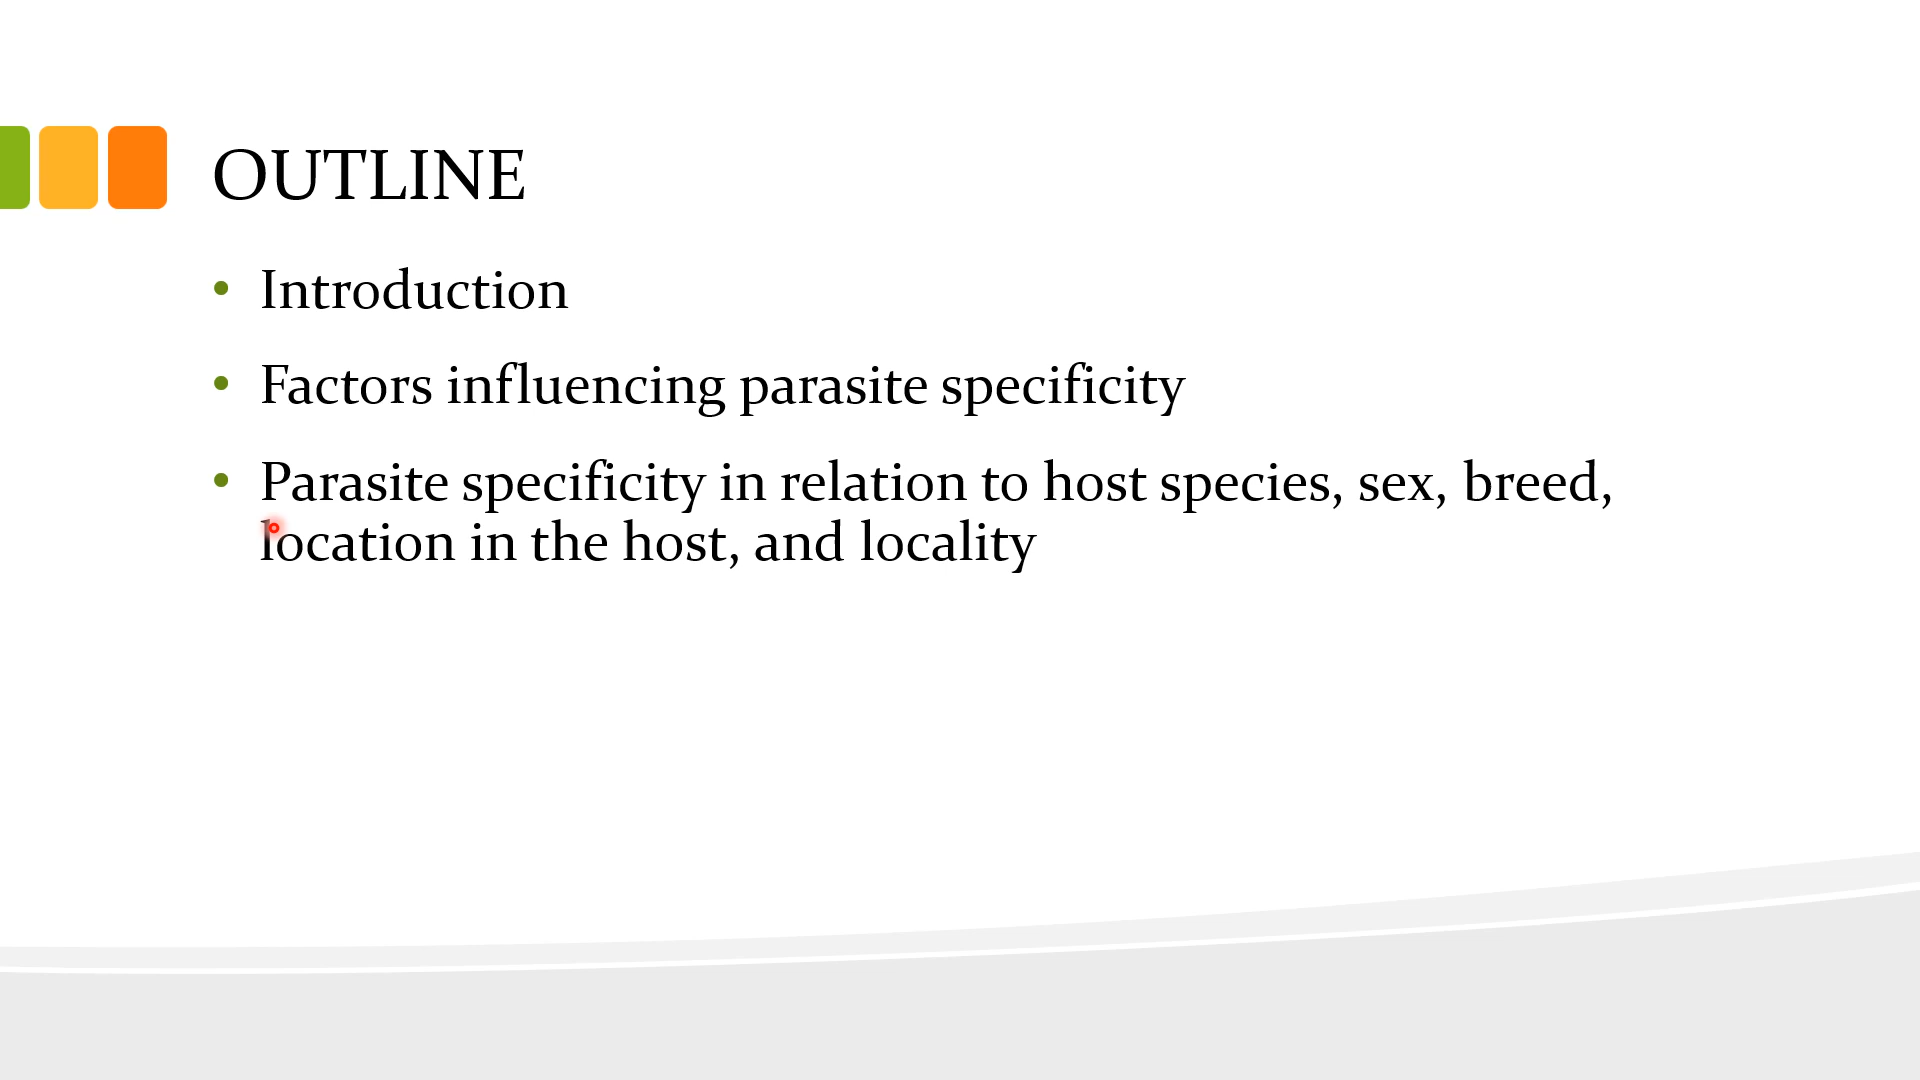 OUTLINE
• Introduction
• Factors influencing parasite specificity
• Parasite specificity in relation to host species, sex, breed,
location in the host, and locality